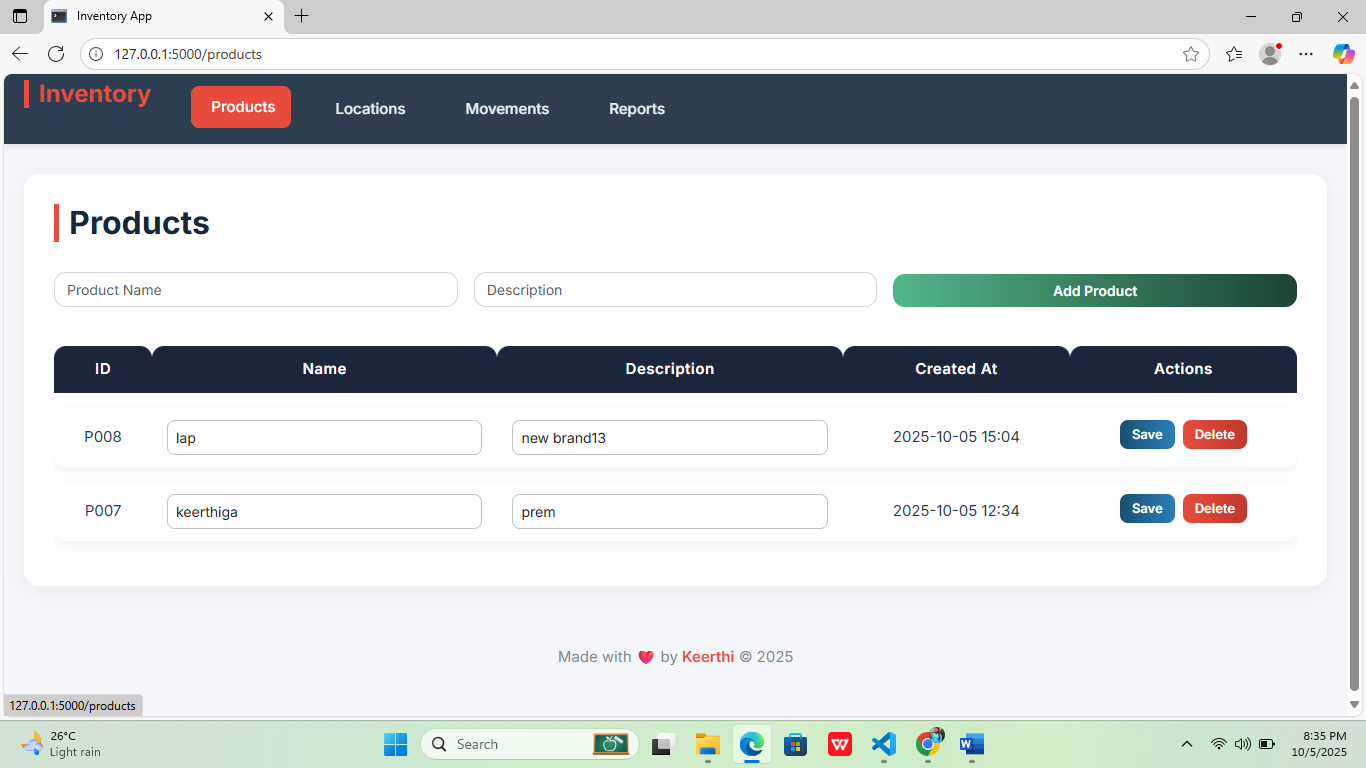 Inventory App
127.0.0.1:5000/products
Inventory Products Locations Movements Reports
Products
Product Name Description Add Product
ID Name Description Created At Actions
P008 lap new brand13 2025-10-05 15:04 Save Delete
P007 keerthiga prem 2025-10-05 12:34 Save Delete
Made with ❤️ by Keerthi © 2025
127.0.0.1:5000/products
26°C
Light rain
Search
8:35 PM
10/5/2025